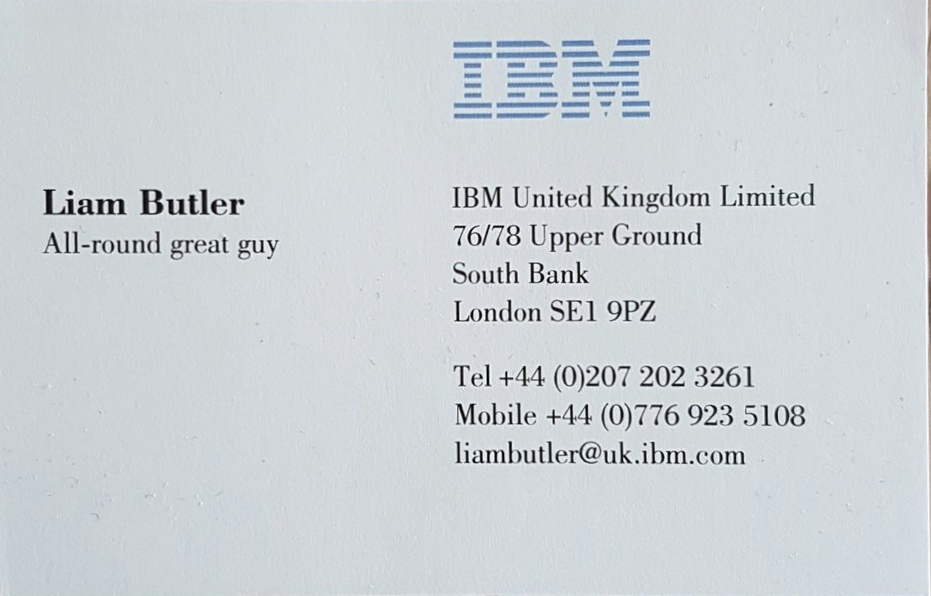 IBM
Liam Butler
All-round great guy
IBM United Kingdom Limited
76/78 Upper Ground
South Bank
London SE1 9PZ
Tel +44 (0)207 202 3261
Mobile +44 (0)776 923 5108
liambutler@uk.ibm.com